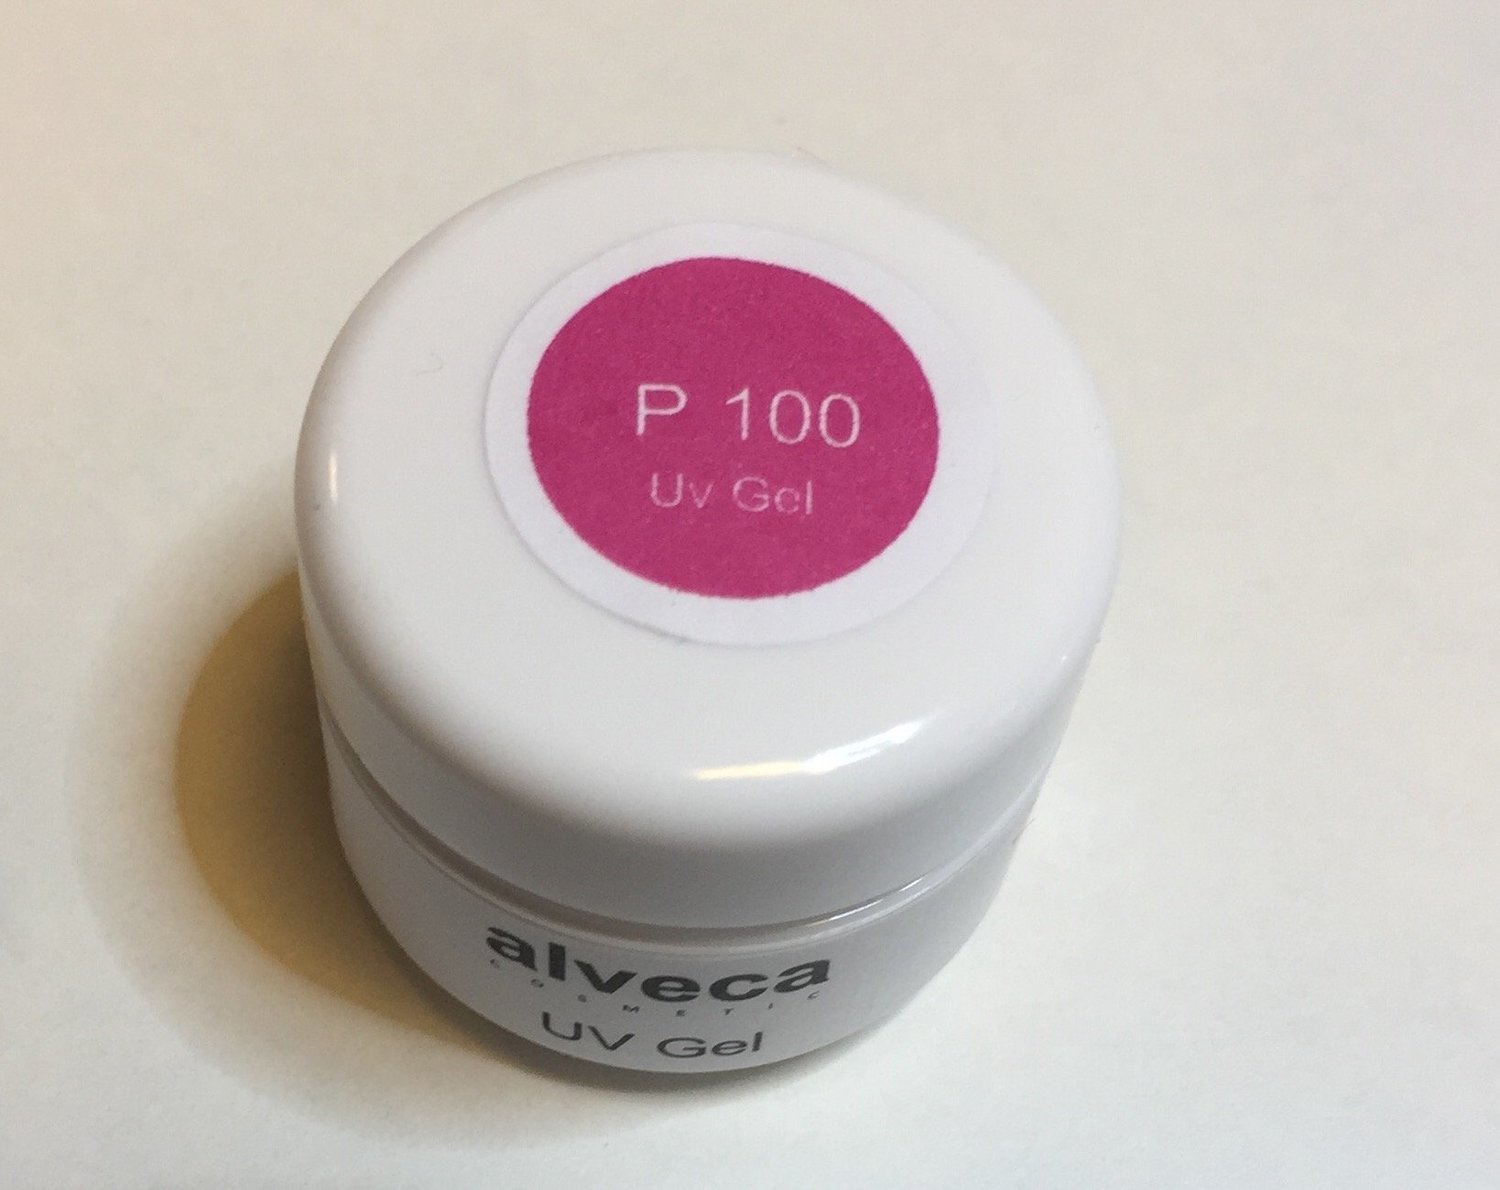 P 100
Uv Gel
alveca
COSMETIC
UV Gel